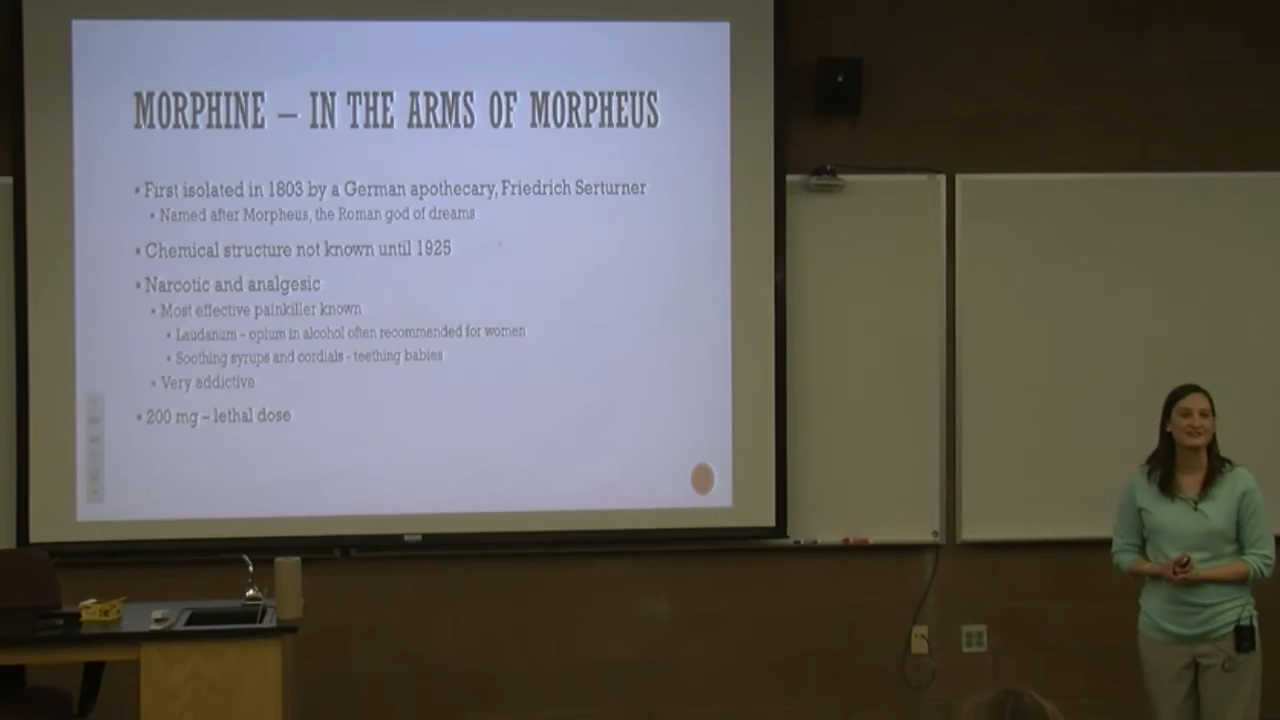 MORPHINE – IN THE ARMS OF MORPHEUS
▪ First isolated in 1803 by a German apothecary, Friedrich Serturner
▪ Named after Morpheus, the Roman god of dreams
▪ Chemical structure not known until 1925
▪ Narcotic and analgesic
▪ Most effective painkiller known
▪ Laudanum – opium in alcohol often recommended for women
▪ Soothing syrups and cordials - teething babies
▪ Very addictive
▪ 200 mg – lethal dose